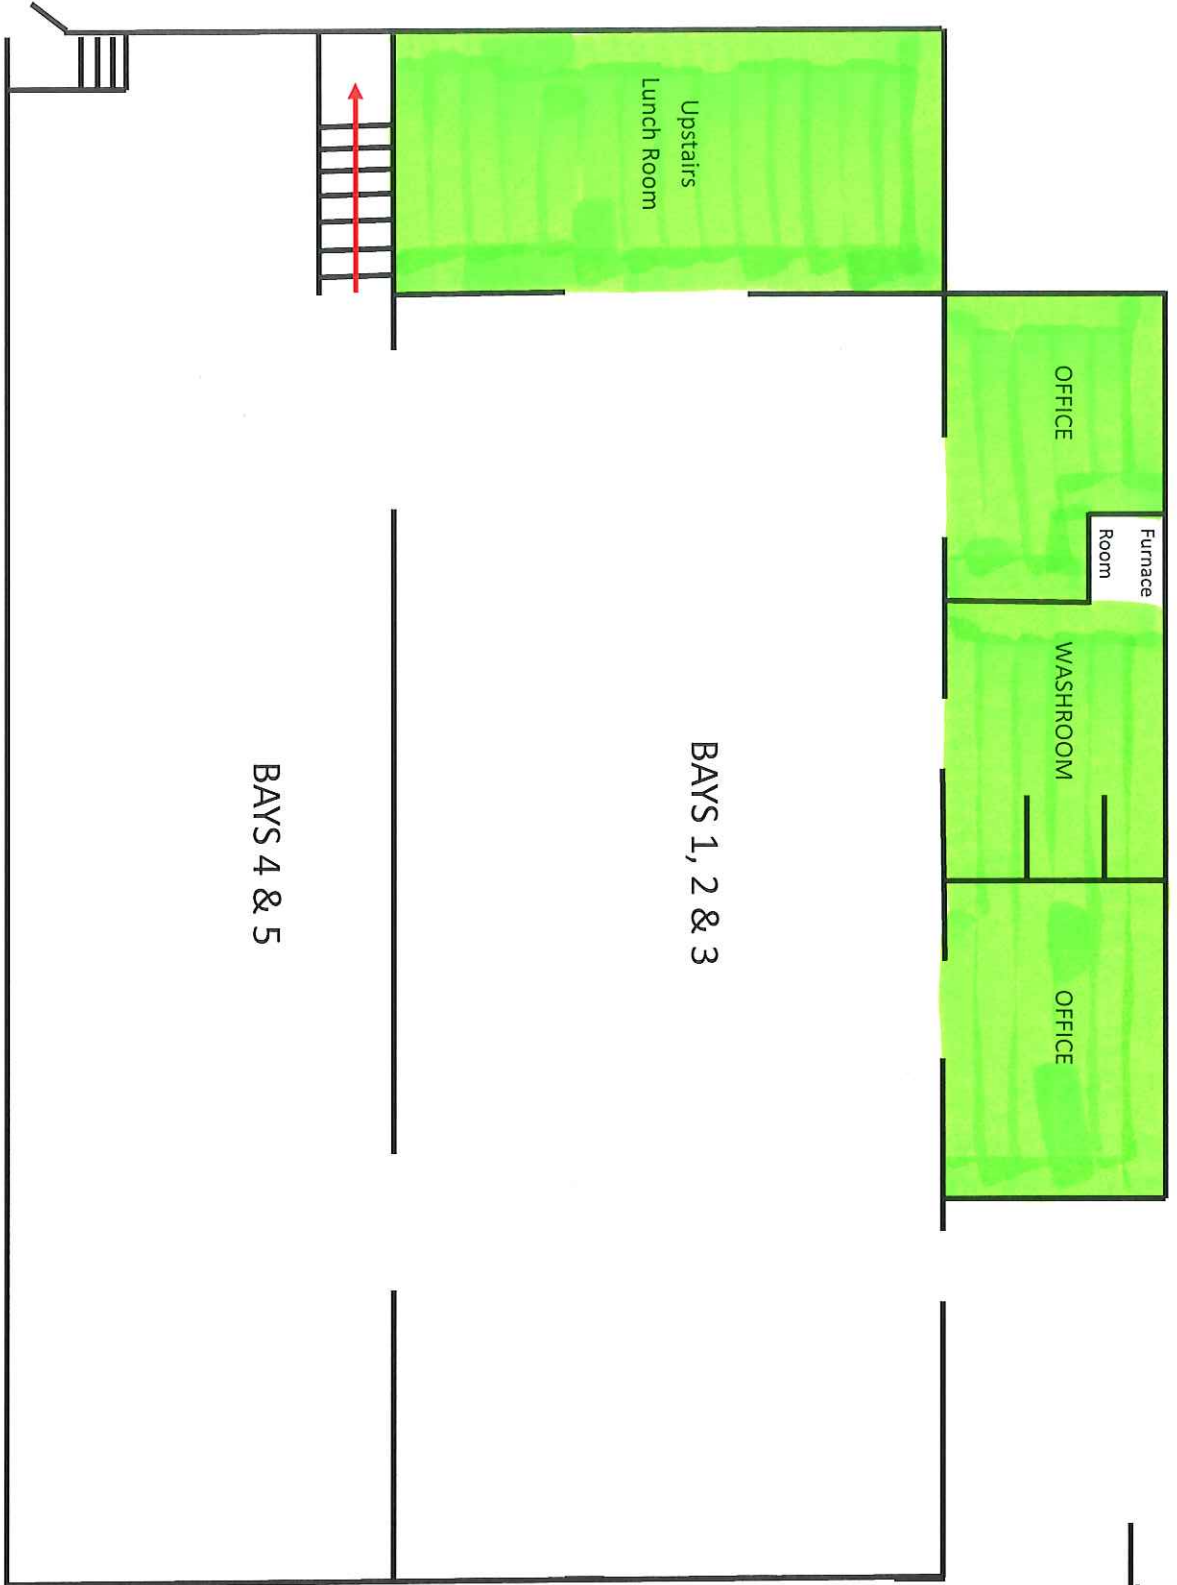 Furnace
Room
OFFICE
WASHROOM
OFFICE
Upstairs
Lunch Room
BAYS 1, 2 & 3
BAYS 4 & 5